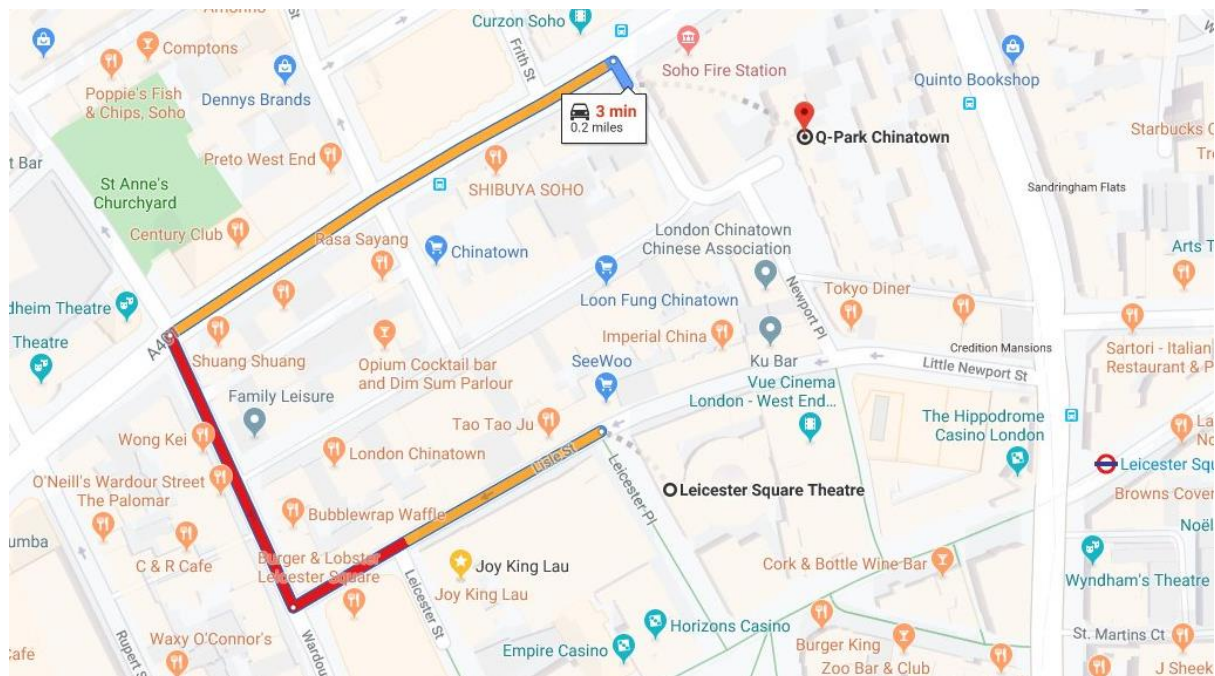 Curzon Soho
Frith St
Comptons
Poppie's Fish
& Chips, Soho
Dennys Brands
Soho Fire Station
Quinto Bookshop
3 min
0.2 miles
Q-Park Chinatown
Starbucks
t Bar
Preto West End
St Anne's
Churchyard
SHIBUYA SOHO
Sandringham Flats
Century Club
Rasa Sayang
Chinatown
London Chinatown
Chinese Association
Arts T
dheim Theatre
Loon Fung Chinatown
Newport Pl
Tokyo Diner
Theatre
Shuang Shuang
Opium Cocktail bar
and Dim Sum Parlour
Imperial China
SeeWoo
Ku Bar
Credition Mansions
Sartori - Italian
Restaurant & P
Little Newport St
Family Leisure
Vue Cinema
London - West End...
Wong Kei
Tao Tao Ju
The Hippodrome
Casino London
London Chinatown
Lisle St
Leicester Pl
O'Neill's Wardour Street
The Palomar
Leicester Squ
Leicester Square Theatre
Bubblewrap Waffle
Browns Cover
umba
C & R Cafe
Burger & Lobster
Leicester Square
Joy King Lau
Joy King Lau
Cork & Bottle Wine Bar
Noël
Wyndham's Theatre
Leicester St
Rupert S
Waxy O'Connor's
Wardou
Horizons Casino
Empire Casino
Burger King
Zoo Bar & Club
St. Martins Ct
J Sheek
Cafe